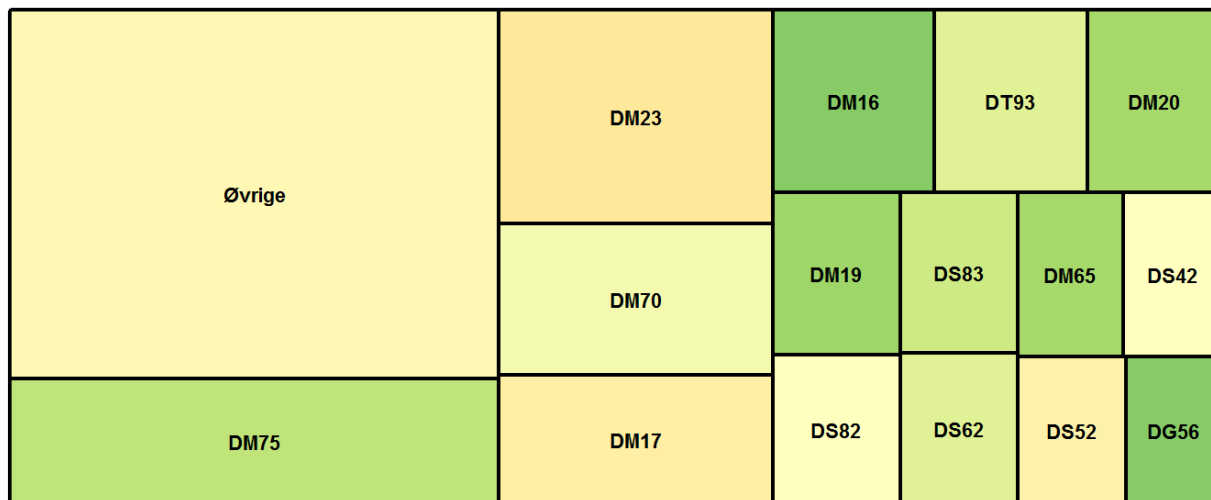 Øvrige
DM75
DM23
DM70
DM17
DM16
DT93
DM20
DM19
DS83
DM65
DS42
DS82
DS62
DS52
DG56